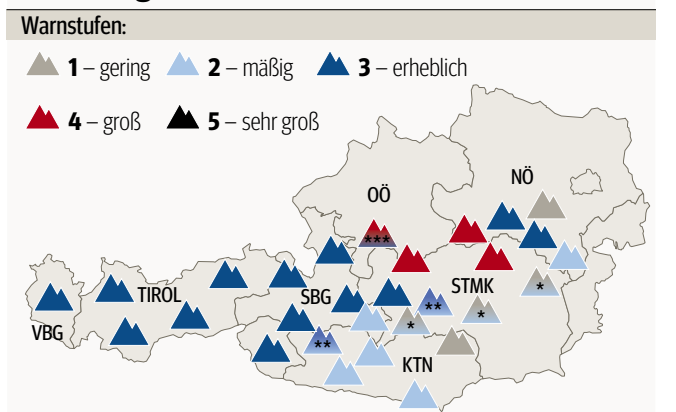 Warnstufen:
1 – gering 2 – mäßig 3 – erheblich
4 – groß 5 – sehr groß
NÖ
OÖ
***
STMK
*
TIROL
SBG
**
*
*
VBG
**
KTN